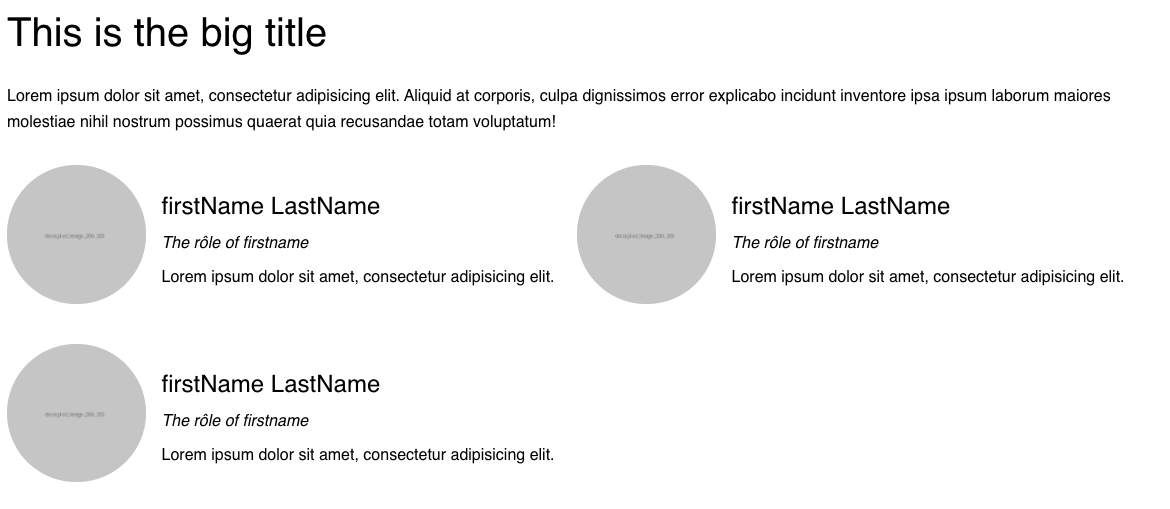 This is the big title
Lorem ipsum dolor sit amet, consectetur adipisicing elit. Aliquid at corporis, culpa dignissimos error explicabo incidunt inventore ipsa ipsum laborum maiores
molestiae nihil nostrum possimus quaerat quia recusandae totam voluptatum!
firstName LastName
The rôle of firstname
Lorem ipsum dolor sit amet, consectetur adipisicing elit.
firstName LastName
The rôle of firstname
Lorem ipsum dolor sit amet, consectetur adipisicing elit.
firstName LastName
The rôle of firstname
Lorem ipsum dolor sit amet, consectetur adipisicing elit.